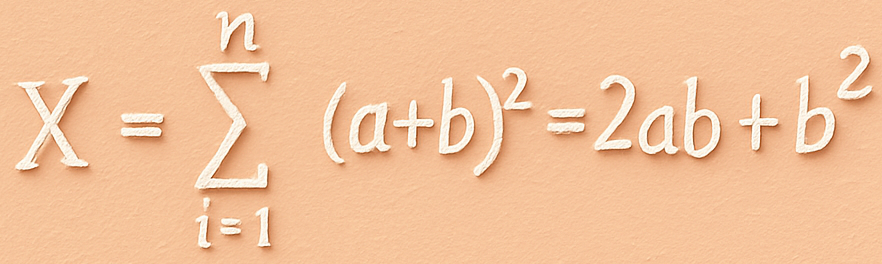 X = ∑_{i=1}^{n} (a+b)² = 2ab + b²